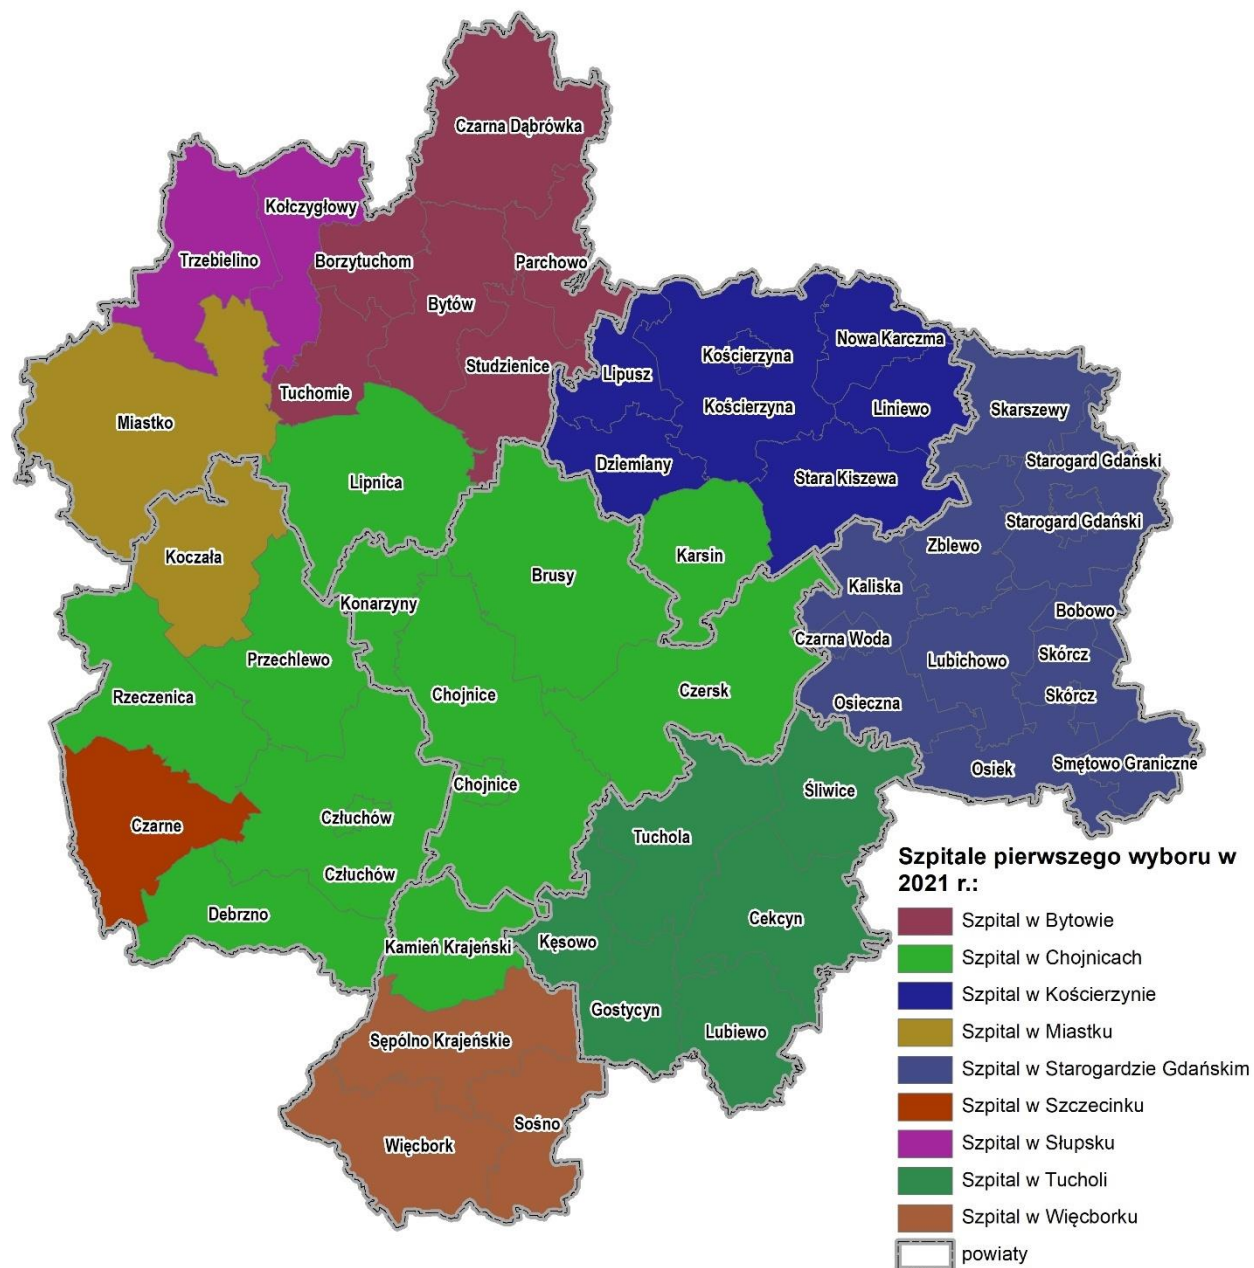 Czarna Dąbrówka
Kołczygłowy
Trzebielino
Borzytuchom
Parchowo
Bytów
Nowa Karczma
Kościerzyna
Studzienice
Lipusz
Tuchomie
Kościerzyna
Liniewo
Skarszewy
Miastko
Dziemiany
Starogard Gdański
Lipnica
Stara Kiszewa
Starogard Gdański
Zblewo
Koczała
Karsin
Brusy
Kaliska
Konarzyny
Bobowo
Czarna Woda
Przechlewo
Lubichowo
Skórcz
Rzeczenica
Chojnice
Czersk
Skórcz
Osieczna
Smętowo Graniczne
Osiek
Chojnice
Śliwice
Człuchów
Czarne
Tuchola
Człuchów
Debrzno
Cekcyn
Kamień Krajeński
Kęsowo
Gostycyn
Lubiewo
Sępólno Krajeńskie
Sośno
Więcbork
Szpitale pierwszego wyboru w
2021 r.:
Szpital w Bytowie
Szpital w Chojnicach
Szpital w Kościerzynie
Szpital w Miastku
Szpital w Starogardzie Gdańskim
Szpital w Szczecinku
Szpital w Słupsku
Szpital w Tucholi
Szpital w Więcborku
powiaty